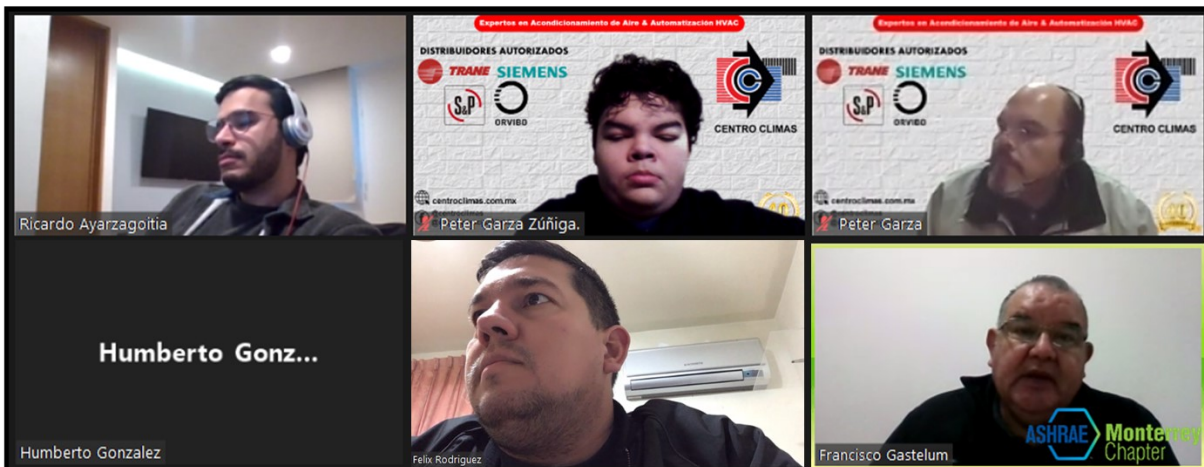 Expertos en Acondicionamiento de Aire & Automatización HVAC
DISTRIBUIDORES AUTORIZADOS
TRANE SIEMENS
S&P
ORVIBO
CENTRO CLIMAS
centroclimas.com.mx
Expertos en Acondicionamiento de Aire & Automatización HVAC
DISTRIBUIDORES AUTORIZADOS
TRANE SIEMENS
S&P
ORVIBO
CENTRO CLIMAS
centroclimas.com.mx
Ricardo Ayarzagoitia
Peter Garza Zúñiga.
Peter Garza
Humberto Gonz...
Humberto Gonzalez
Felix Rodriguez
Francisco Gastelum
ASHRAE Monterrey
Chapter